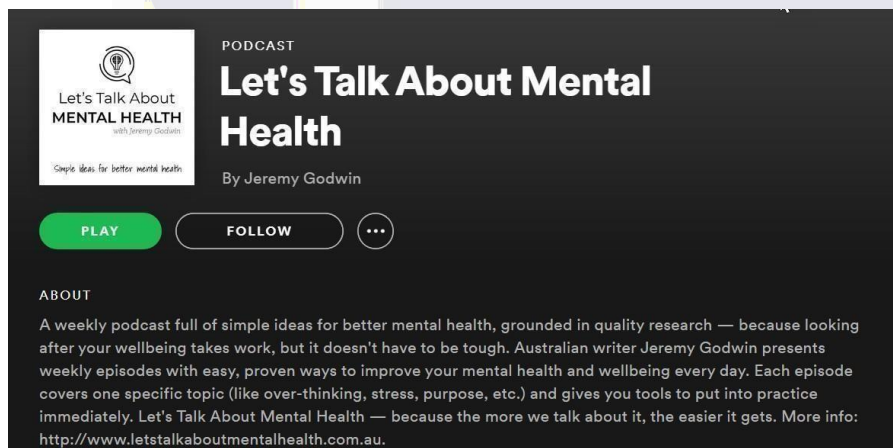 PODCAST
Let's Talk About Mental
Health
By Jeremy Godwin
Let's Talk About
MENTAL HEALTH
with Jeremy Godwin
Simple ideas for better mental health
PLAY
FOLLOW
ABOUT
A weekly podcast full of simple ideas for better mental health, grounded in quality research — because looking
after your wellbeing takes work, but it doesn't have to be tough. Australian writer Jeremy Godwin presents
weekly episodes with easy, proven ways to improve your mental health and wellbeing every day. Each episode
covers one specific topic (like over-thinking, stress, purpose, etc.) and gives you tools to put into practice
immediately. Let's Talk About Mental Health — because the more we talk about it, the easier it gets. More info:
http://www.letstalkaboutmentalhealth.com.au.